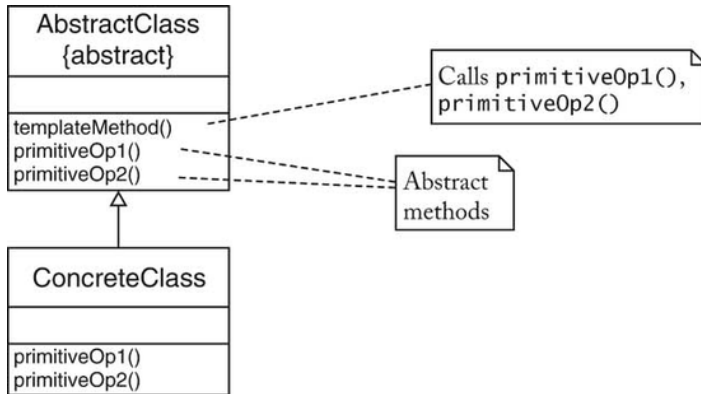 AbstractClass
{abstract}
templateMethod()
primitiveOp1()
primitiveOp2()
Calls primitiveOp1(),
primitiveOp2()
Abstract
methods
ConcreteClass
primitiveOp1()
primitiveOp2()